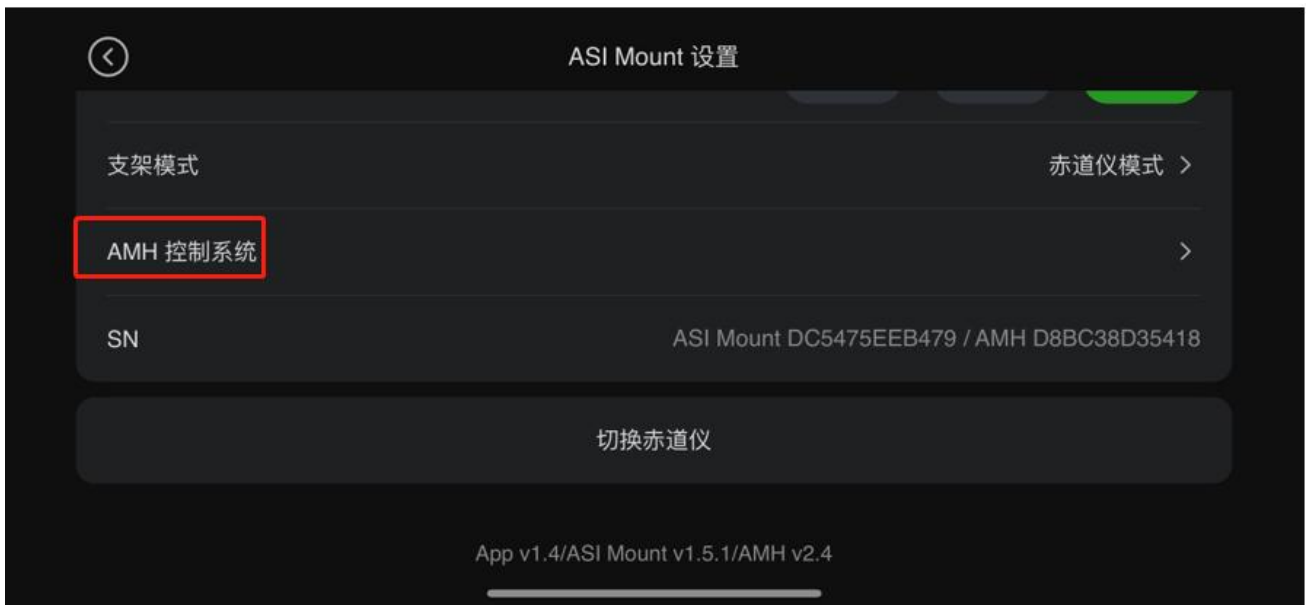 ASI Mount 设置
支架模式 赤道仪模式
AMH 控制系统
SN ASI Mount DC5475EEB479 / AMH D8BC38D35418
切换赤道仪
App v1.4/ASI Mount v1.5.1/AMH v2.4